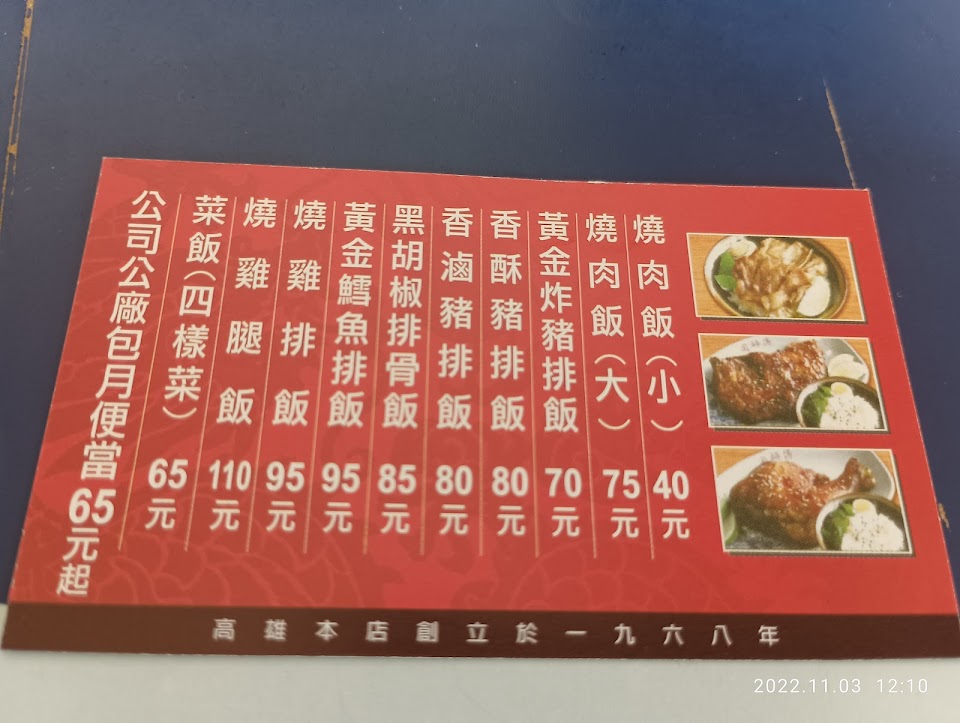 燒肉飯（小） 40元
燒肉飯（大） 75元
黃金炸豬排飯 70元
香酥豬排飯 80元
香滷豬排飯 80元
黑胡椒排骨飯 85元
黃金鱈魚排飯 95元
燒雞排飯 95元
燒雞腿飯 110元
菜飯（四樣菜） 65元
公司公廠包月便當65元起
高雄本店創立於一九六八年
2022.11.03 12:10